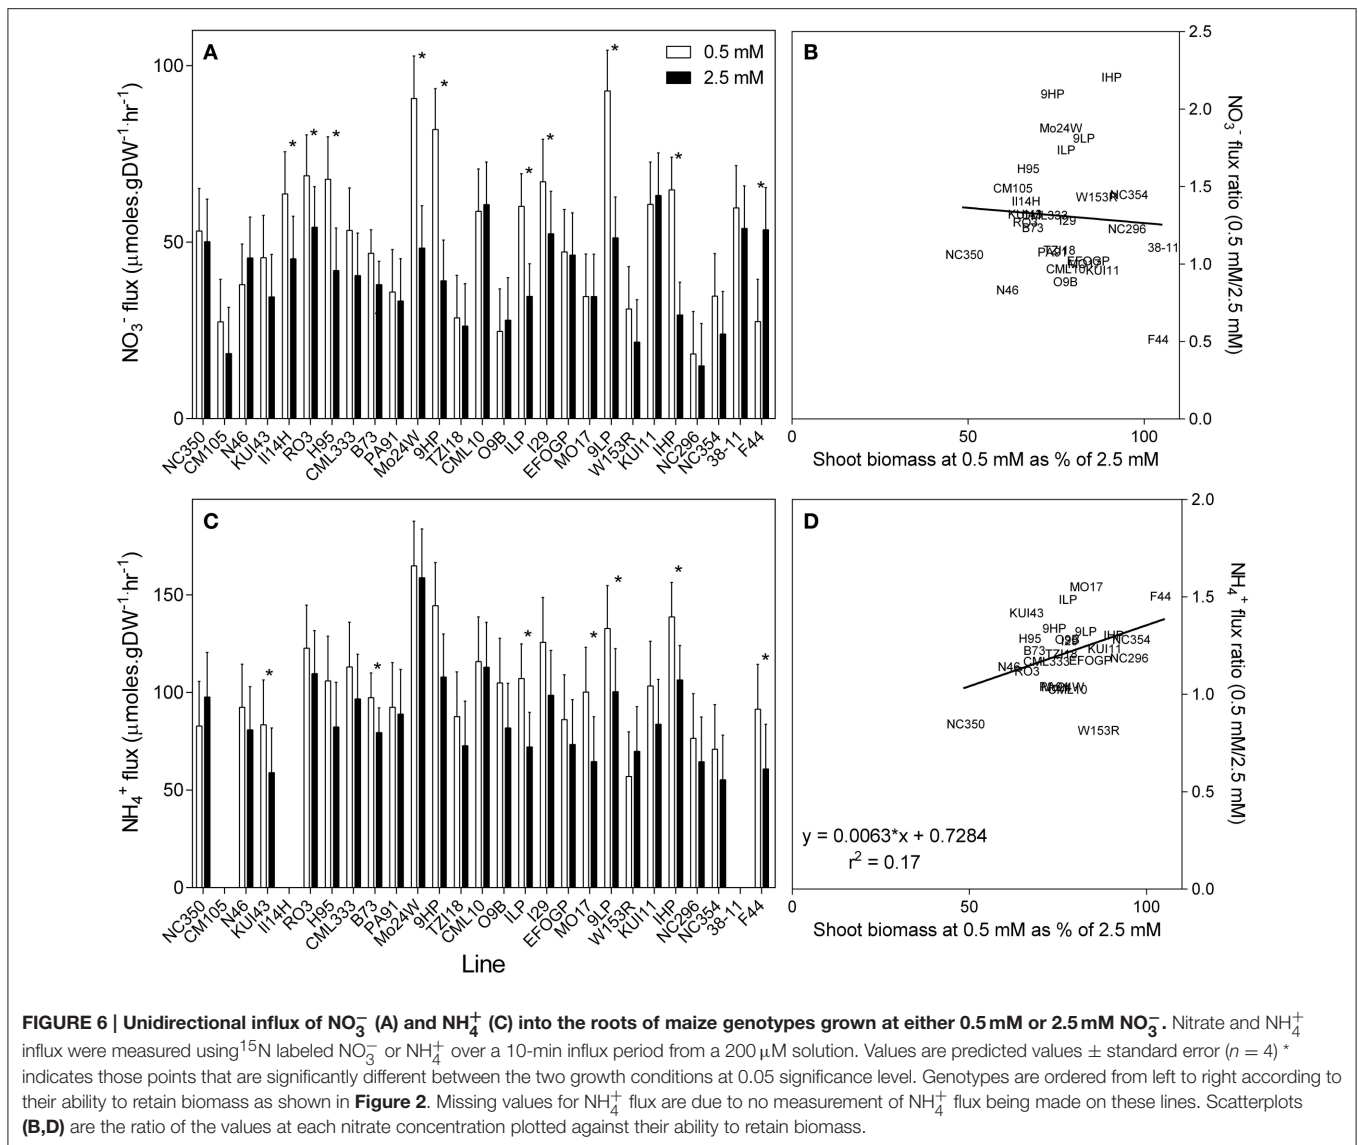 A
0.5 mM
2.5 mM
NO3- flux (μmoles.gDW-1.hr-1)
100
50
0
NC350 CM105 N46 KUI43 II14H RO3 H95 CML333 B73 PA91 Mo24W 9HP TZI18 CML10 O9B ILP I29 EFOGP MO17 9LP W153R KUI11 IHP NC296 NC354 38-11 F44
* * * * * * * * * *
B
2.5
2.0
1.5
1.0
0.5
0.0
NO3- flux ratio (0.5 mM/2.5 mM)
IHP
9HP
Mo24W
9LP
ILP
H95
CM105
W153R NC354
II14H
KUI43 CML333
RO3 I29
B73 NC296
38-11
NC350 PA91 TZI18
EFOGP
MO17
CML10 KUI11
O9B
N46
F44
0 50 100
Shoot biomass at 0.5 mM as % of 2.5 mM
C
NH4+ flux (μmoles.gDW-1.hr-1)
150
100
50
0
* * * * * * *
NC350 CM105 N46 KUI43 II14H RO3 H95 CML333 B73 PA91 Mo24W 9HP TZI18 CML10 O9B ILP I29 EFOGP MO17 9LP W153R KUI11 IHP NC296 NC354 38-11 F44
Line
D
2.0
1.5
1.0
0.5
0.0
NH4+ flux ratio (0.5 mM/2.5 mM)
MO17
ILP F44
KUI43
9HP 9LP
IHP
H95 O9B NC354
I29
B73 KUI11
TZI18
CML333 EFOGP NC296
N46
RO3
CML10
NC350
W153R
y = 0.0063*x + 0.7284
r2 = 0.17
0 50 100
Shoot biomass at 0.5 mM as % of 2.5 mM
FIGURE 6 | Unidirectional influx of NO3− (A) and NH4+ (C) into the roots of maize genotypes grown at either 0.5 mM or 2.5 mM NO3−. Nitrate and NH4+
influx were measured using 15N labeled NO3− or NH4+ over a 10-min influx period from a 200 μM solution. Values are predicted values ± standard error (n = 4) *
indicates those points that are significantly different between the two growth conditions at 0.05 significance level. Genotypes are ordered from left to right according to
their ability to retain biomass as shown in Figure 2. Missing values for NH4+ flux are due to no measurement of NH4+ flux being made on these lines. Scatterplots
(B,D) are the ratio of the values at each nitrate concentration plotted against their ability to retain biomass.